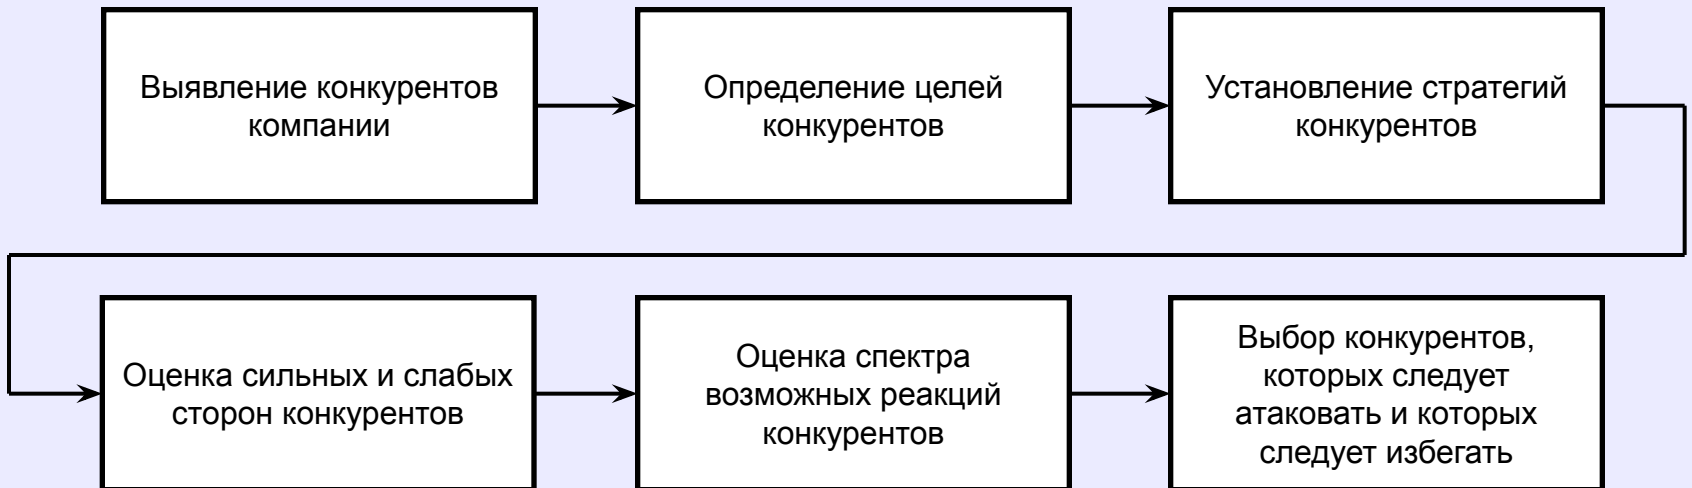 Выявление конкурентов
компании
Определение целей
конкурентов
Установление стратегий
конкурентов
Оценка сильных и слабых
сторон конкурентов
Оценка спектра
возможных реакций
конкурентов
Выбор конкурентов,
которых следует
атаковать и которых
следует избегать